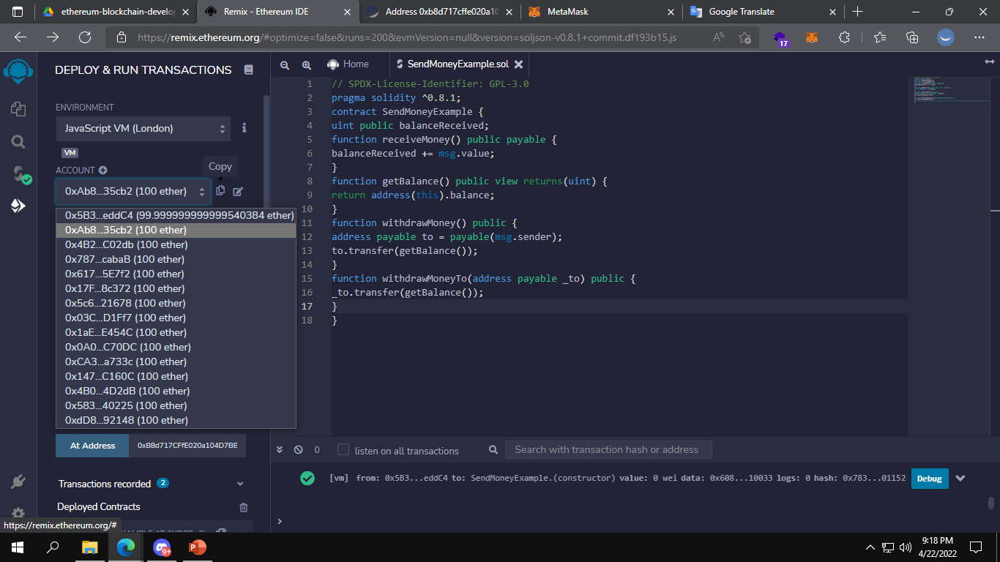 ethereum-blockchain-develo
Remix - Ethereum IDE
Address 0xb8d717cffe020a10
MetaMask
Google Translate
https://remix.ethereum.org/#optimize=false&runs=200&evmVersion=null&version=soljson-v0.8.1+commit.df193b15.js
17
DEPLOY & RUN TRANSACTIONS
ENVIRONMENT
JavaScript VM (London)
VM
ACCOUNT
Copy
0xAb8...35cb2 (100 ether)
0x5B3...eddC4 (99.999999999999540384 ether)
0xAb8...35cb2 (100 ether)
0x4B2...C02db (100 ether)
0x787...cabaB (100 ether)
0x617...5E7f2 (100 ether)
0x17F...8c372 (100 ether)
0x5c6...21678 (100 ether)
0x03C...D1Ff7 (100 ether)
0x1aE...E454C (100 ether)
0x0A0...C70DC (100 ether)
0xCA3...a733c (100 ether)
0x147...C160C (100 ether)
0x4B0...4D2dB (100 ether)
0x583...40225 (100 ether)
0xdD8...92148 (100 ether)
At Address
0xB8d717CFfE020a104D7BE
Transactions recorded 2
Deployed Contracts
https://remix.ethereum.org/#
Home
SendMoneyExample.sol
1 // SPDX-License-Identifier: GPL-3.0
2 pragma solidity ^0.8.1;
3 contract SendMoneyExample {
4 uint public balanceReceived;
5 function receiveMoney() public payable {
6 balanceReceived += msg.value;
7 }
8 function getBalance() public view returns(uint) {
9 return address(this).balance;
10 }
11 function withdrawMoney() public {
12 address payable to = payable(msg.sender);
13 to.transfer(getBalance());
14 }
15 function withdrawMoneyTo(address payable _to) public {
16 _to.transfer(getBalance());
17 }
18 }
0
listen on all transactions
Search with transaction hash or address
[vm] from: 0x5B3...eddC4 to: SendMoneyExample.(constructor) value: 0 wei data: 0x608...10033 logs: 0 hash: 0x783...01152
Debug
>
9+
9:18 PM
4/22/2022